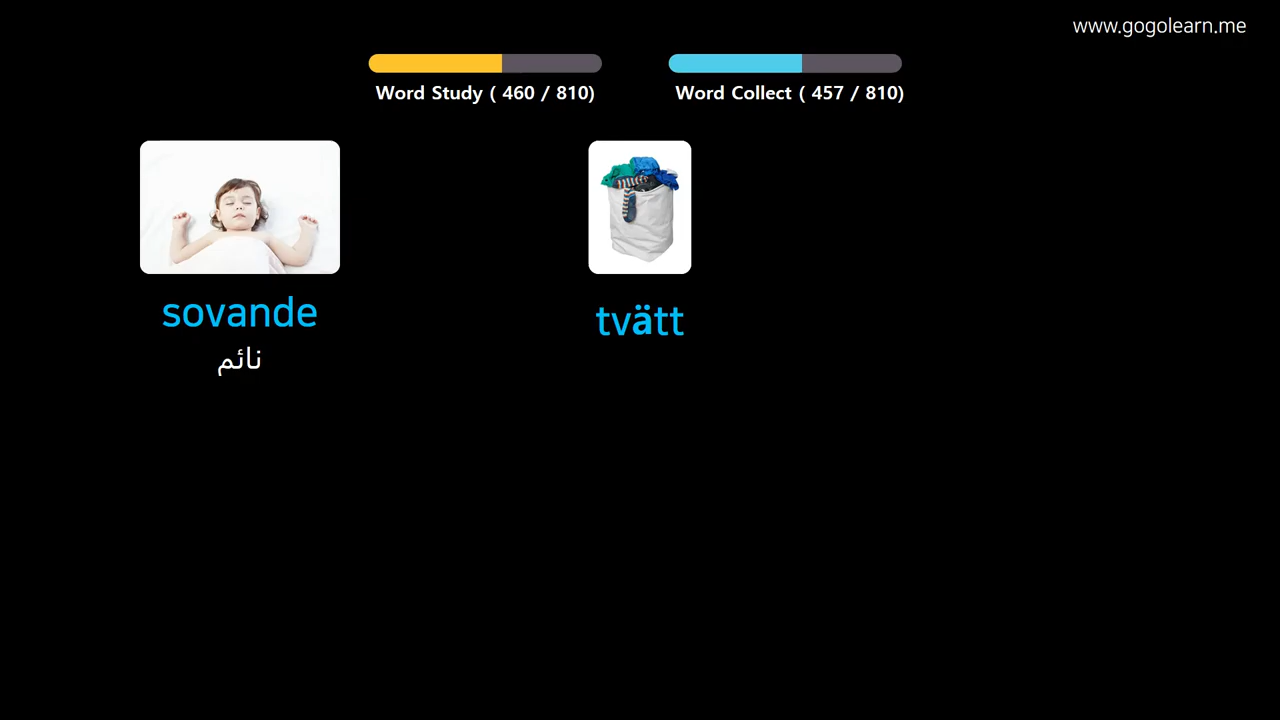 www.gogolearn.me
Word Study ( 460 / 810)
Word Collect ( 457 / 810)
sovande
نائم
tvätt